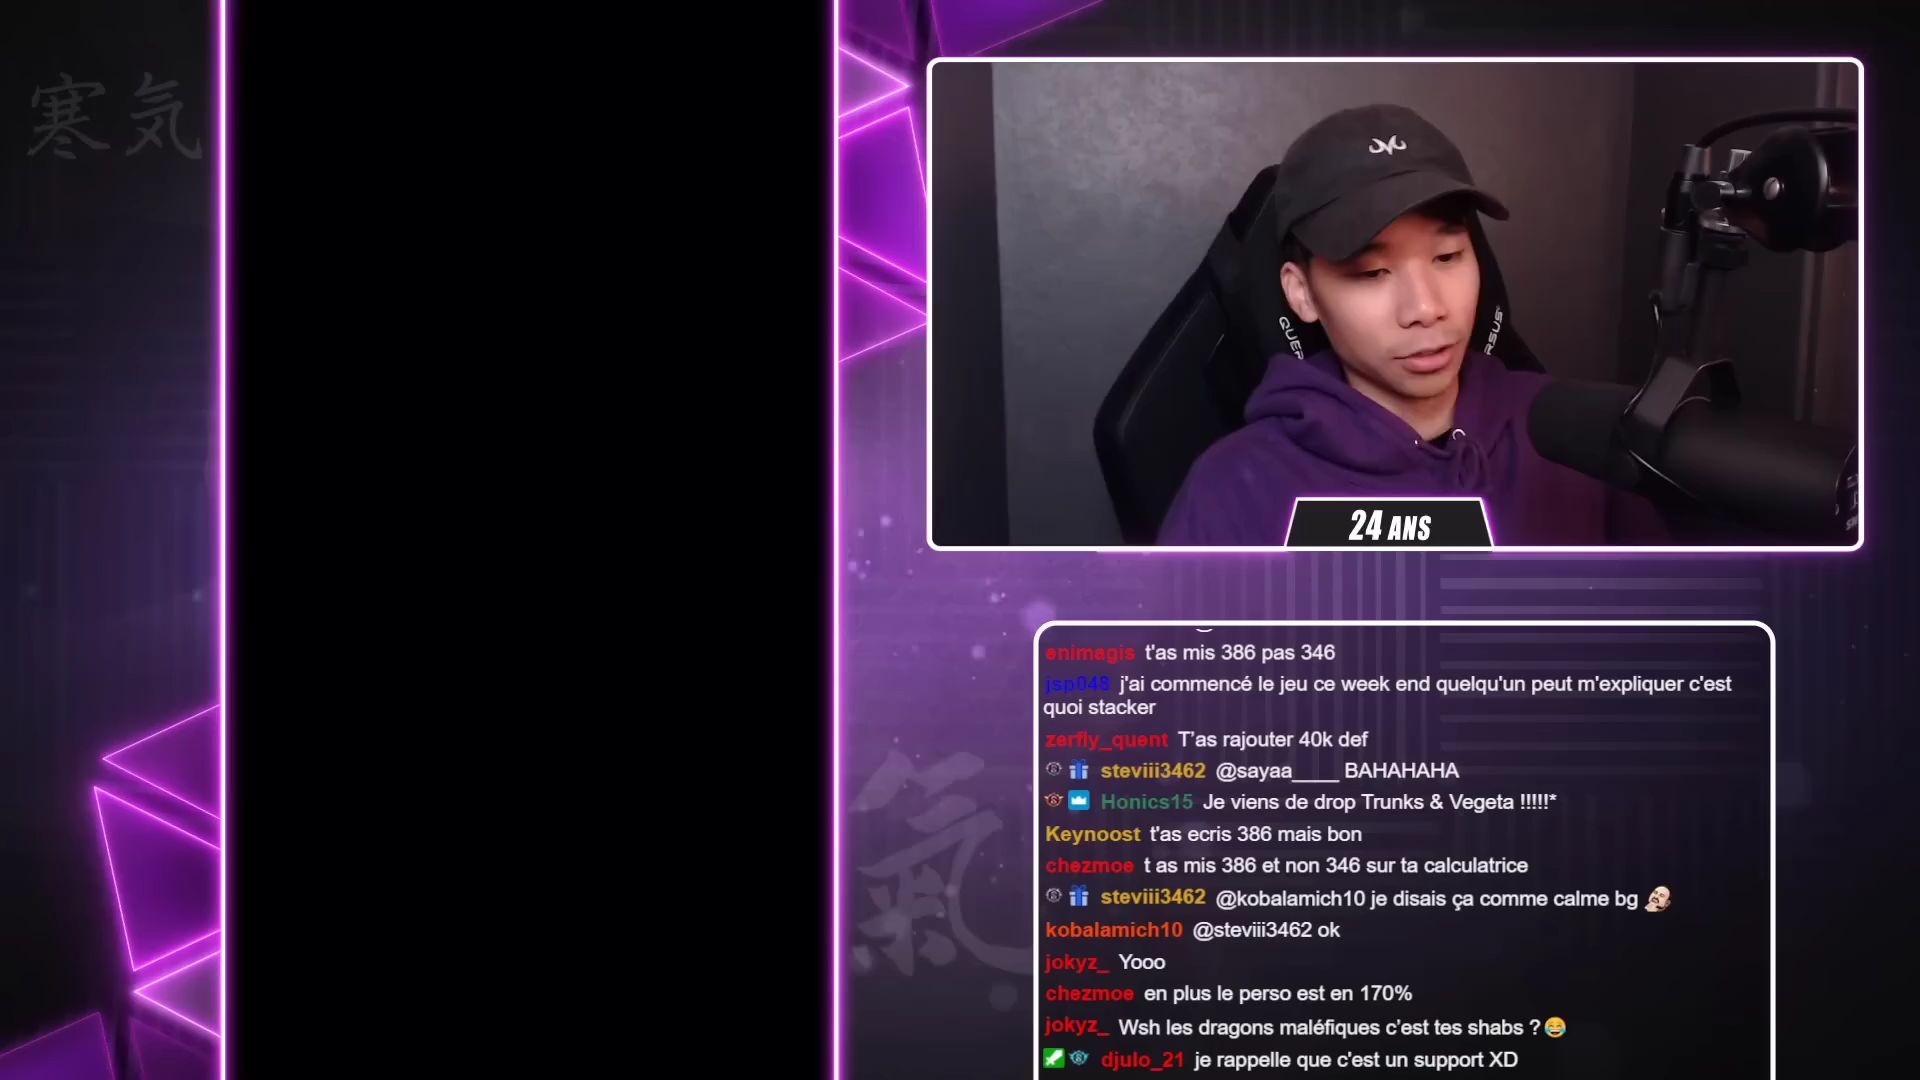 寒気
QUER
RSUS
24 ANS
氣
enimagis t'as mis 386 pas 346
jsp048 j'ai commencé le jeu ce week end quelqu'un peut m'expliquer c'est
quoi stacker
zerfly_quent T'as rajouter 40k def
steviii3462 @sayaa____ BAHAHAHA
Honics15 Je viens de drop Trunks & Vegeta !!!!!*
Keynoost t'as ecris 386 mais bon
chezmoe t as mis 386 et non 346 sur ta calculatrice
steviii3462 @kobalamich10 je disais ça comme calme bg
kobalamich10 @steviii3462 ok
jokyz_ Yooo
chezmoe en plus le perso est en 170%
jokyz_ Wsh les dragons maléfiques c'est tes shabs ? 😂
djulo_21 je rappelle que c'est un support XD